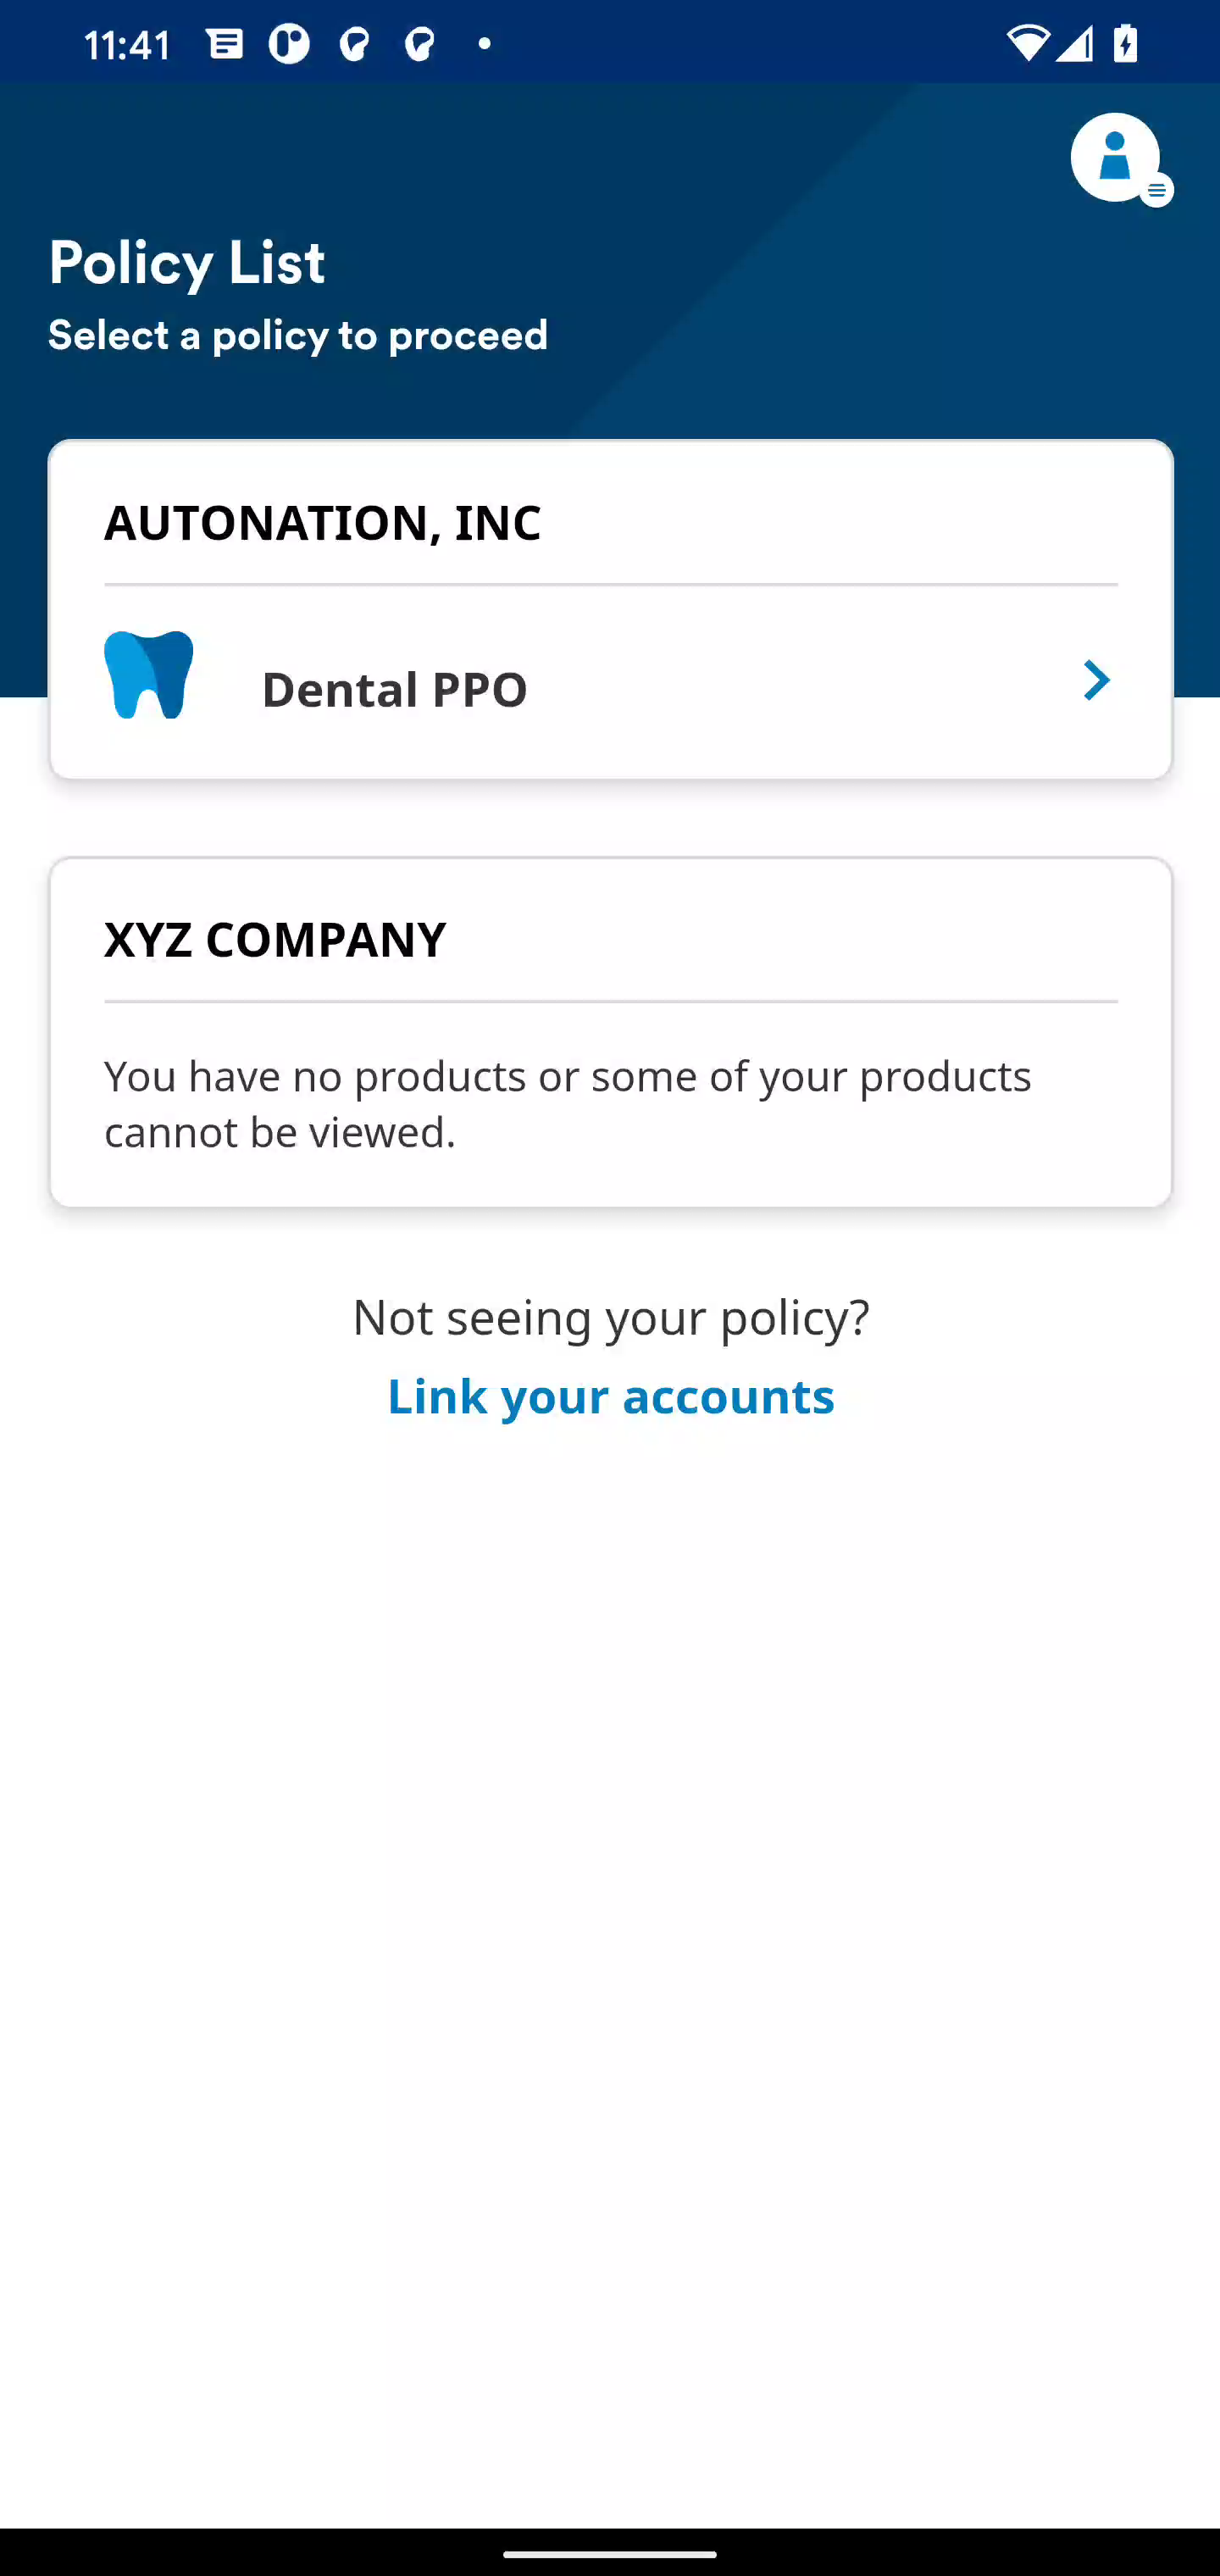 11:41
Policy List
Select a policy to proceed
AUTONATION, INC
Dental PPO
XYZ COMPANY
You have no products or some of your products
cannot be viewed.
Not seeing your policy?
Link your accounts